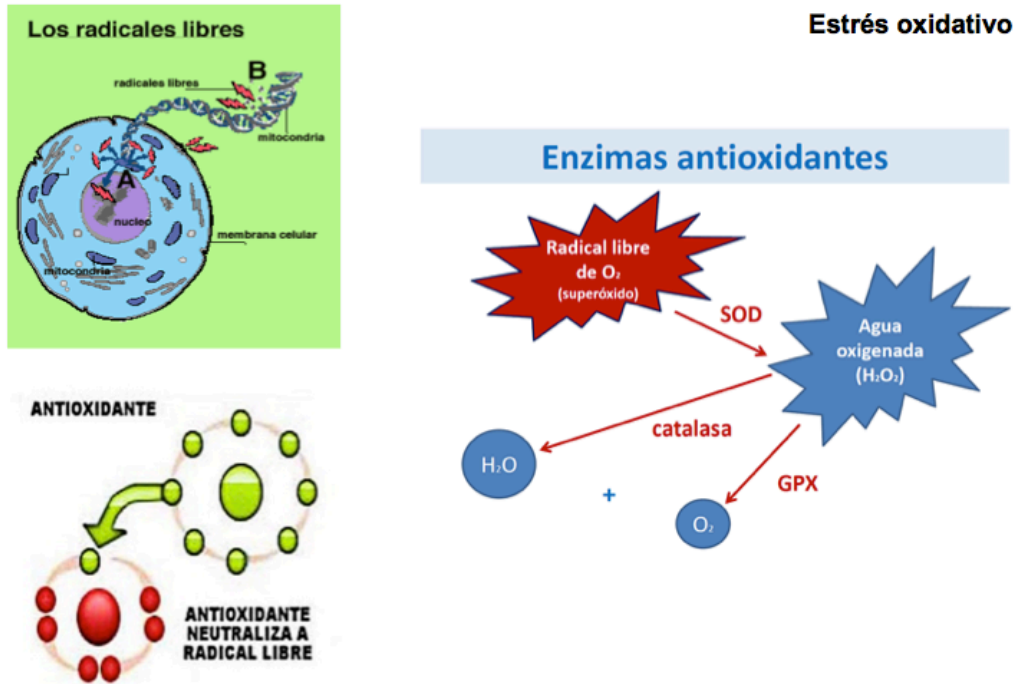 Estrés oxidativo
Los radicales libres
B
radicales libres
mitocondria
A
nucleo
membrana celular
mitocondria
Enzimas antioxidantes
Radical libre
de O₂
(superóxido)
SOD
Agua
oxigenada
(H₂O₂)
catalasa
H₂O
+
GPX
O₂
ANTIOXIDANTE
ANTIOXIDANTE
NEUTRALIZA A
RADICAL LIBRE